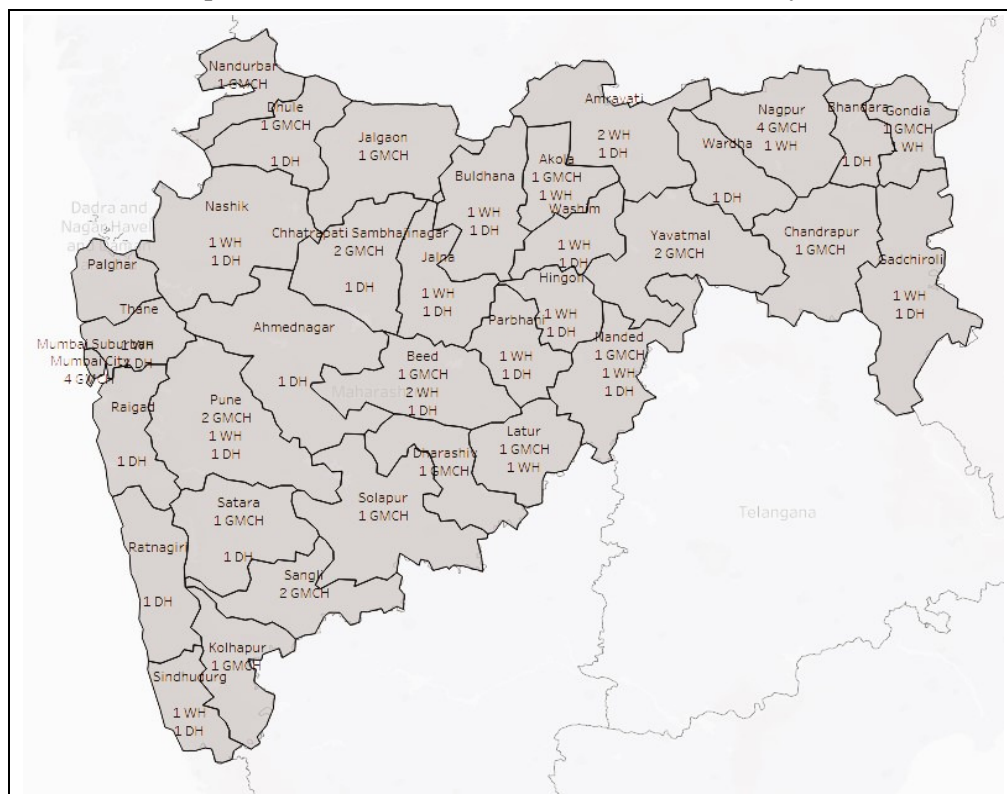 Nandurbar
1 GMCH
Dhule
1 GMCH
1 DH
Jalgaon
1 GMCH
Buldhana
1 WH
1 DH
Akola
1 GMCH
1 WH
Washim
1 WH
1 DH
Amravati
2 WH
1 DH
Wardha
1 DH
Nagpur
4 GMCH
1 WH
Bhandara
1 DH
Gondia
1 GMCH
1 WH
Dadra and
Nagar Haveli
Nashik
1 WH
1 DH
Chhatrapati Sambhajinagar
2 GMCH
1 DH
Jalna
1 WH
1 DH
Hingoli
1 WH
1 DH
Yavatmal
2 GMCH
Chandrapur
1 GMCH
Gadchiroli
1 WH
1 DH
Palghar
Thane
1 WH
DH
Mumbai Suburban
Mumbai City
4 GMCH
Ahmednagar
1 DH
Beed
1 GMCH
2 WH
1 DH
Maharashtra
Parbhani
1 WH
1 DH
Nanded
1 GMCH
1 WH
1 DH
Raigad
1 DH
Pune
2 GMCH
1 WH
1 DH
Latur
1 GMCH
1 WH
Dharashiv
1 GMCH
Solapur
1 GMCH
Satara
1 GMCH
1 DH
Telangana
Ratnagiri
1 DH
Sangli
2 GMCH
Kolhapur
1 GMCH
Sindhudurg
1 WH
1 DH